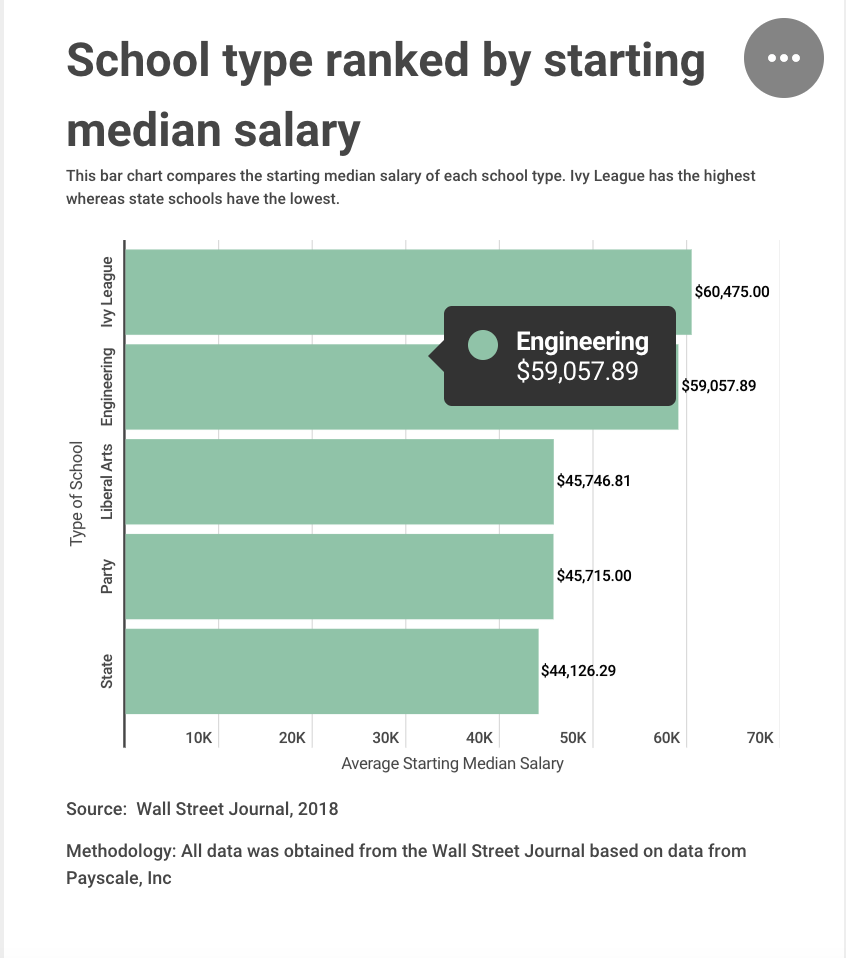 School type ranked by starting
median salary
This bar chart compares the starting median salary of each school type. Ivy League has the highest
whereas state schools have the lowest.
Type of School
Ivy League
$60,475.00
Engineering
$59,057.89
Engineering
$59,057.89
Liberal Arts
$45,746.81
Party
$45,715.00
State
$44,126.29
10K 20K 30K 40K 50K 60K 70K
Average Starting Median Salary
Source: Wall Street Journal, 2018
Methodology: All data was obtained from the Wall Street Journal based on data from
Payscale, Inc